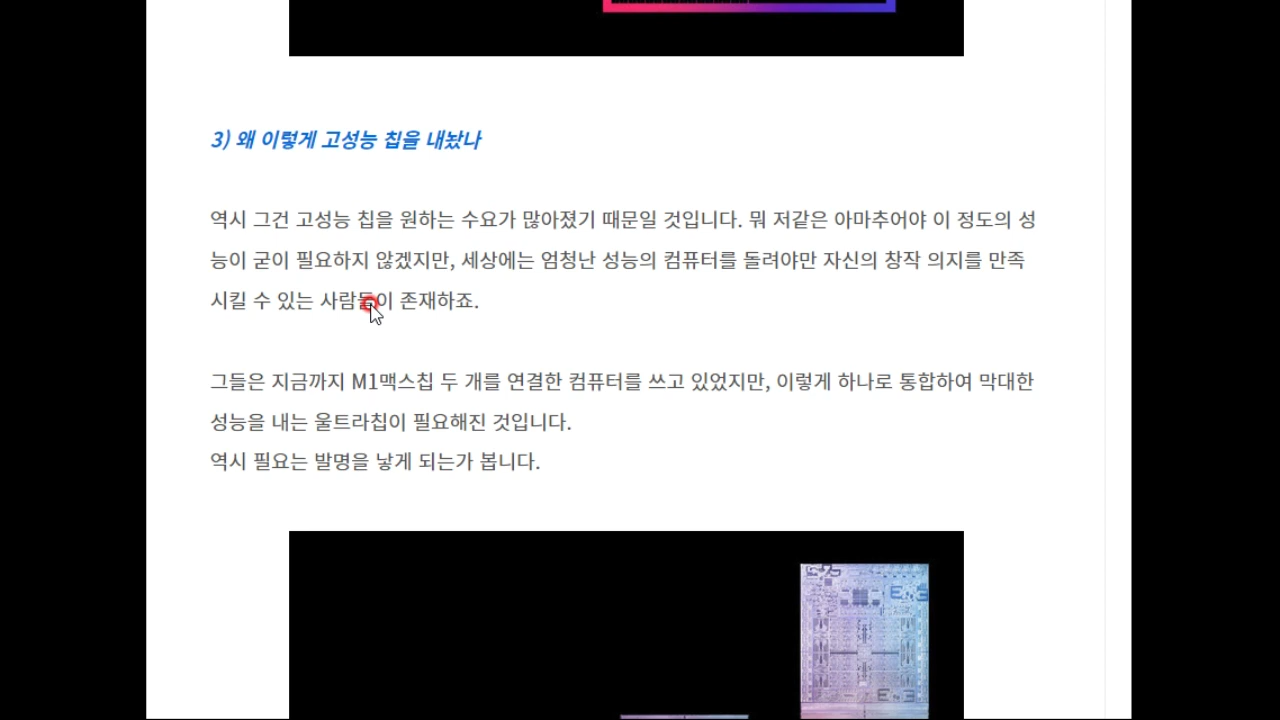 3) 왜 이렇게 고성능 칩을 내놨나
역시 그건 고성능 칩을 원하는 수요가 많아졌기 때문일 것입니다. 뭐 저같은 아마추어야 이 정도의 성
능이 굳이 필요하지 않겠지만, 세상에는 엄청난 성능의 컴퓨터를 돌려야만 자신의 창작 의지를 만족
시킬 수 있는 사람들이 존재하죠.
그들은 지금까지 M1맥스칩 두 개를 연결한 컴퓨터를 쓰고 있었지만, 이렇게 하나로 통합하여 막대한
성능을 내는 울트라칩이 필요해진 것입니다.
역시 필요는 발명을 낳게 되는가 봅니다.